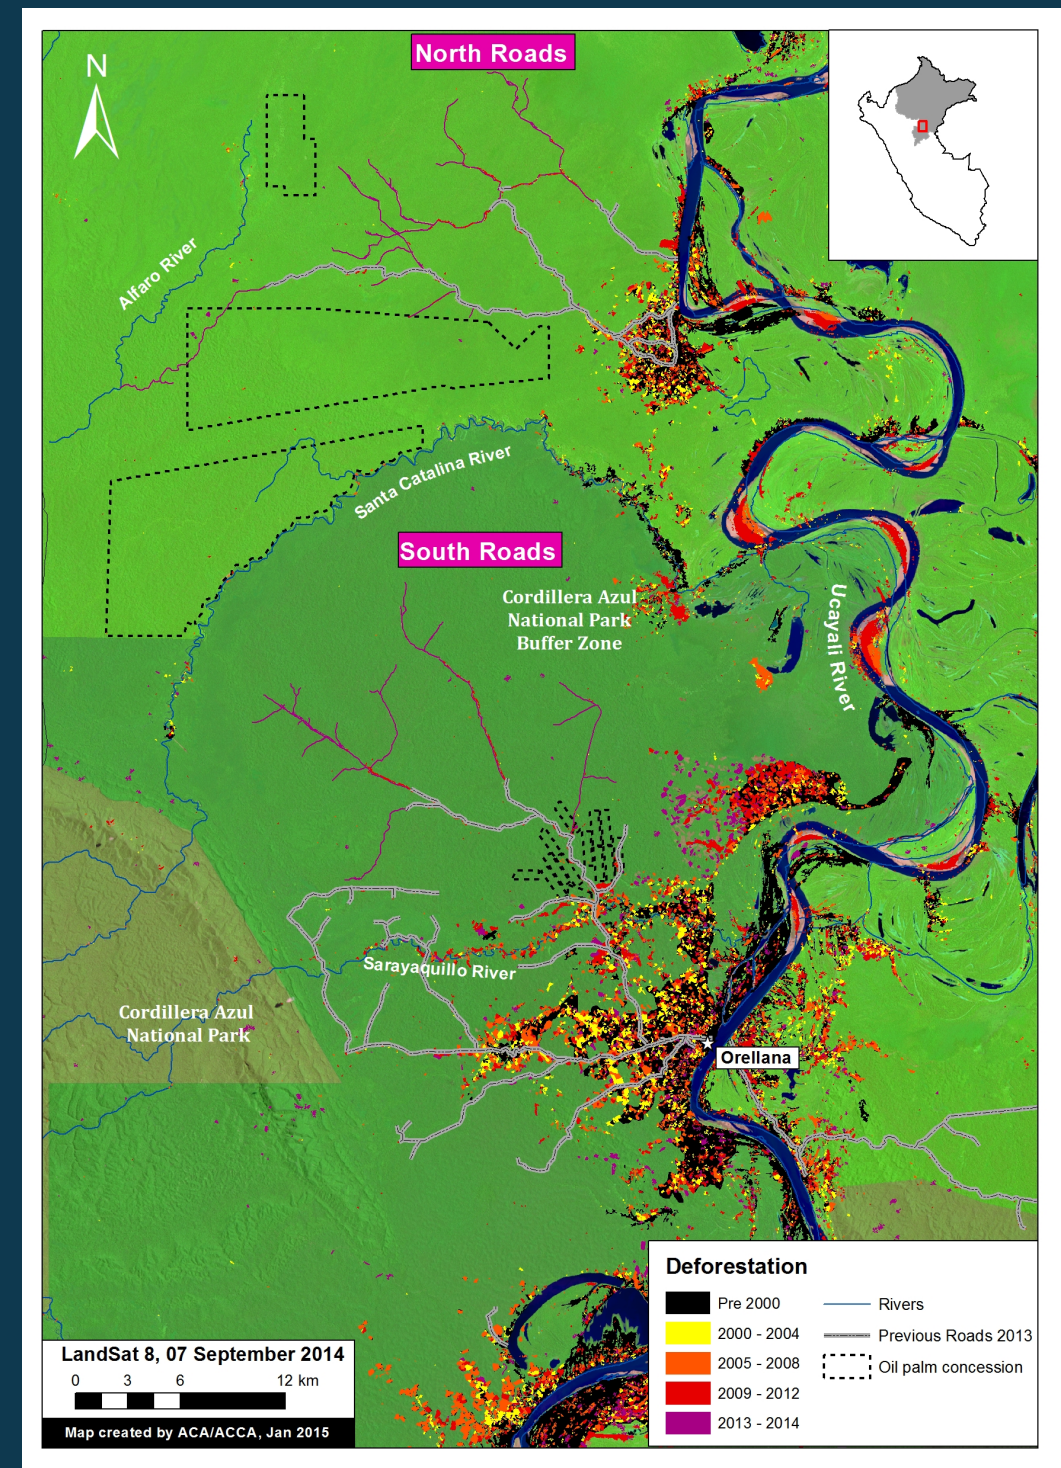 North Roads
N
Alfaro River
Santa Catalina River
South Roads
Cordillera Azul
National Park
Buffer Zone
Ucayali River
Sarayaquillo River
Cordillera Azul
National Park
Orellana
Deforestation
Pre 2000
2000 - 2004
2005 - 2008
2009 - 2012
2013 - 2014
Rivers
Previous Roads 2013
Oil palm concession
LandSat 8, 07 September 2014
0 3 6 12 km
Map created by ACA/ACCA, Jan 2015